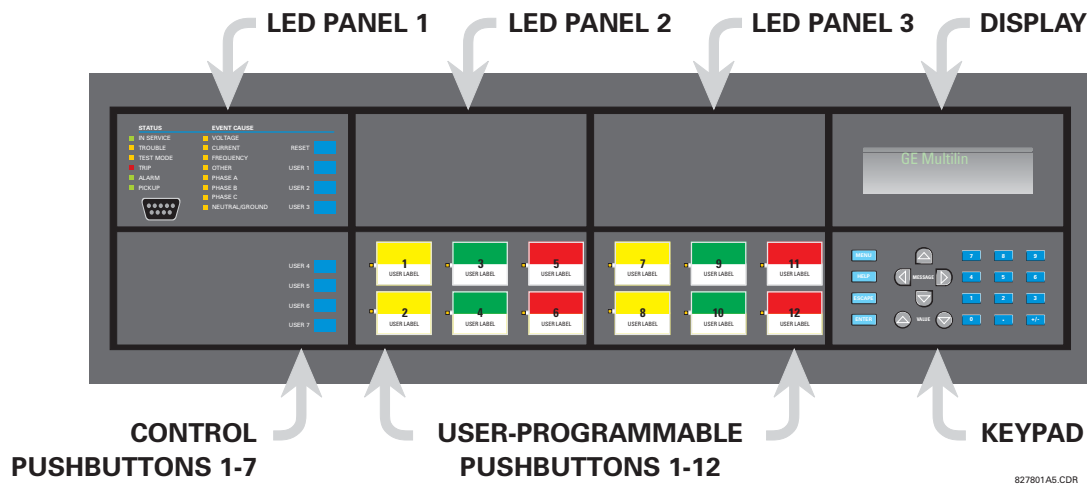 LED PANEL 1
LED PANEL 2
LED PANEL 3
DISPLAY
STATUS
IN SERVICE
TROUBLE
TEST MODE
TRIP
ALARM
PICKUP
EVENT CAUSE
VOLTAGE
CURRENT
FREQUENCY
OTHER
PHASE A
PHASE B
PHASE C
NEUTRAL/GROUND
RESET
USER 1
USER 2
USER 3
GE Multilin
USER 4
USER 5
USER 6
USER 7
1
USER LABEL
3
USER LABEL
5
USER LABEL
2
USER LABEL
4
USER LABEL
6
USER LABEL
7
USER LABEL
9
USER LABEL
11
USER LABEL
8
USER LABEL
10
USER LABEL
12
USER LABEL
MENU
HELP
ESCAPE
ENTER
MESSAGE
VALUE
7 8 9
4 5 6
1 2 3
0 . +/-
CONTROL
PUSHBUTTONS 1-7
USER-PROGRAMMABLE
PUSHBUTTONS 1-12
KEYPAD
827801A5.CDR